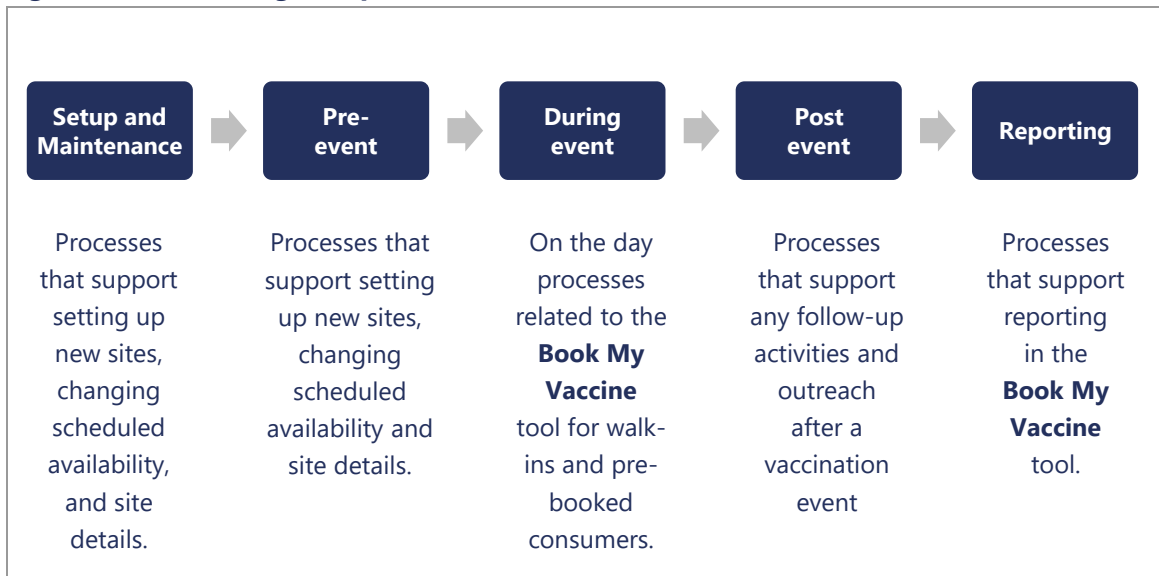 Setup and
Maintenance
Pre-
event
During
event
Post
event
Reporting
Processes
that support
setting up
new sites,
changing
scheduled
availability,
and site
details.
Processes that
support setting
up new sites,
changing
scheduled
availability and
site details.
On the day
processes
related to the
Book My
Vaccine
tool for walk-
ins and pre-
booked
consumers.
Processes
that support
any follow-up
activities and
outreach
after a
vaccination
event
Processes
that support
reporting
in the
Book My
Vaccine
tool.